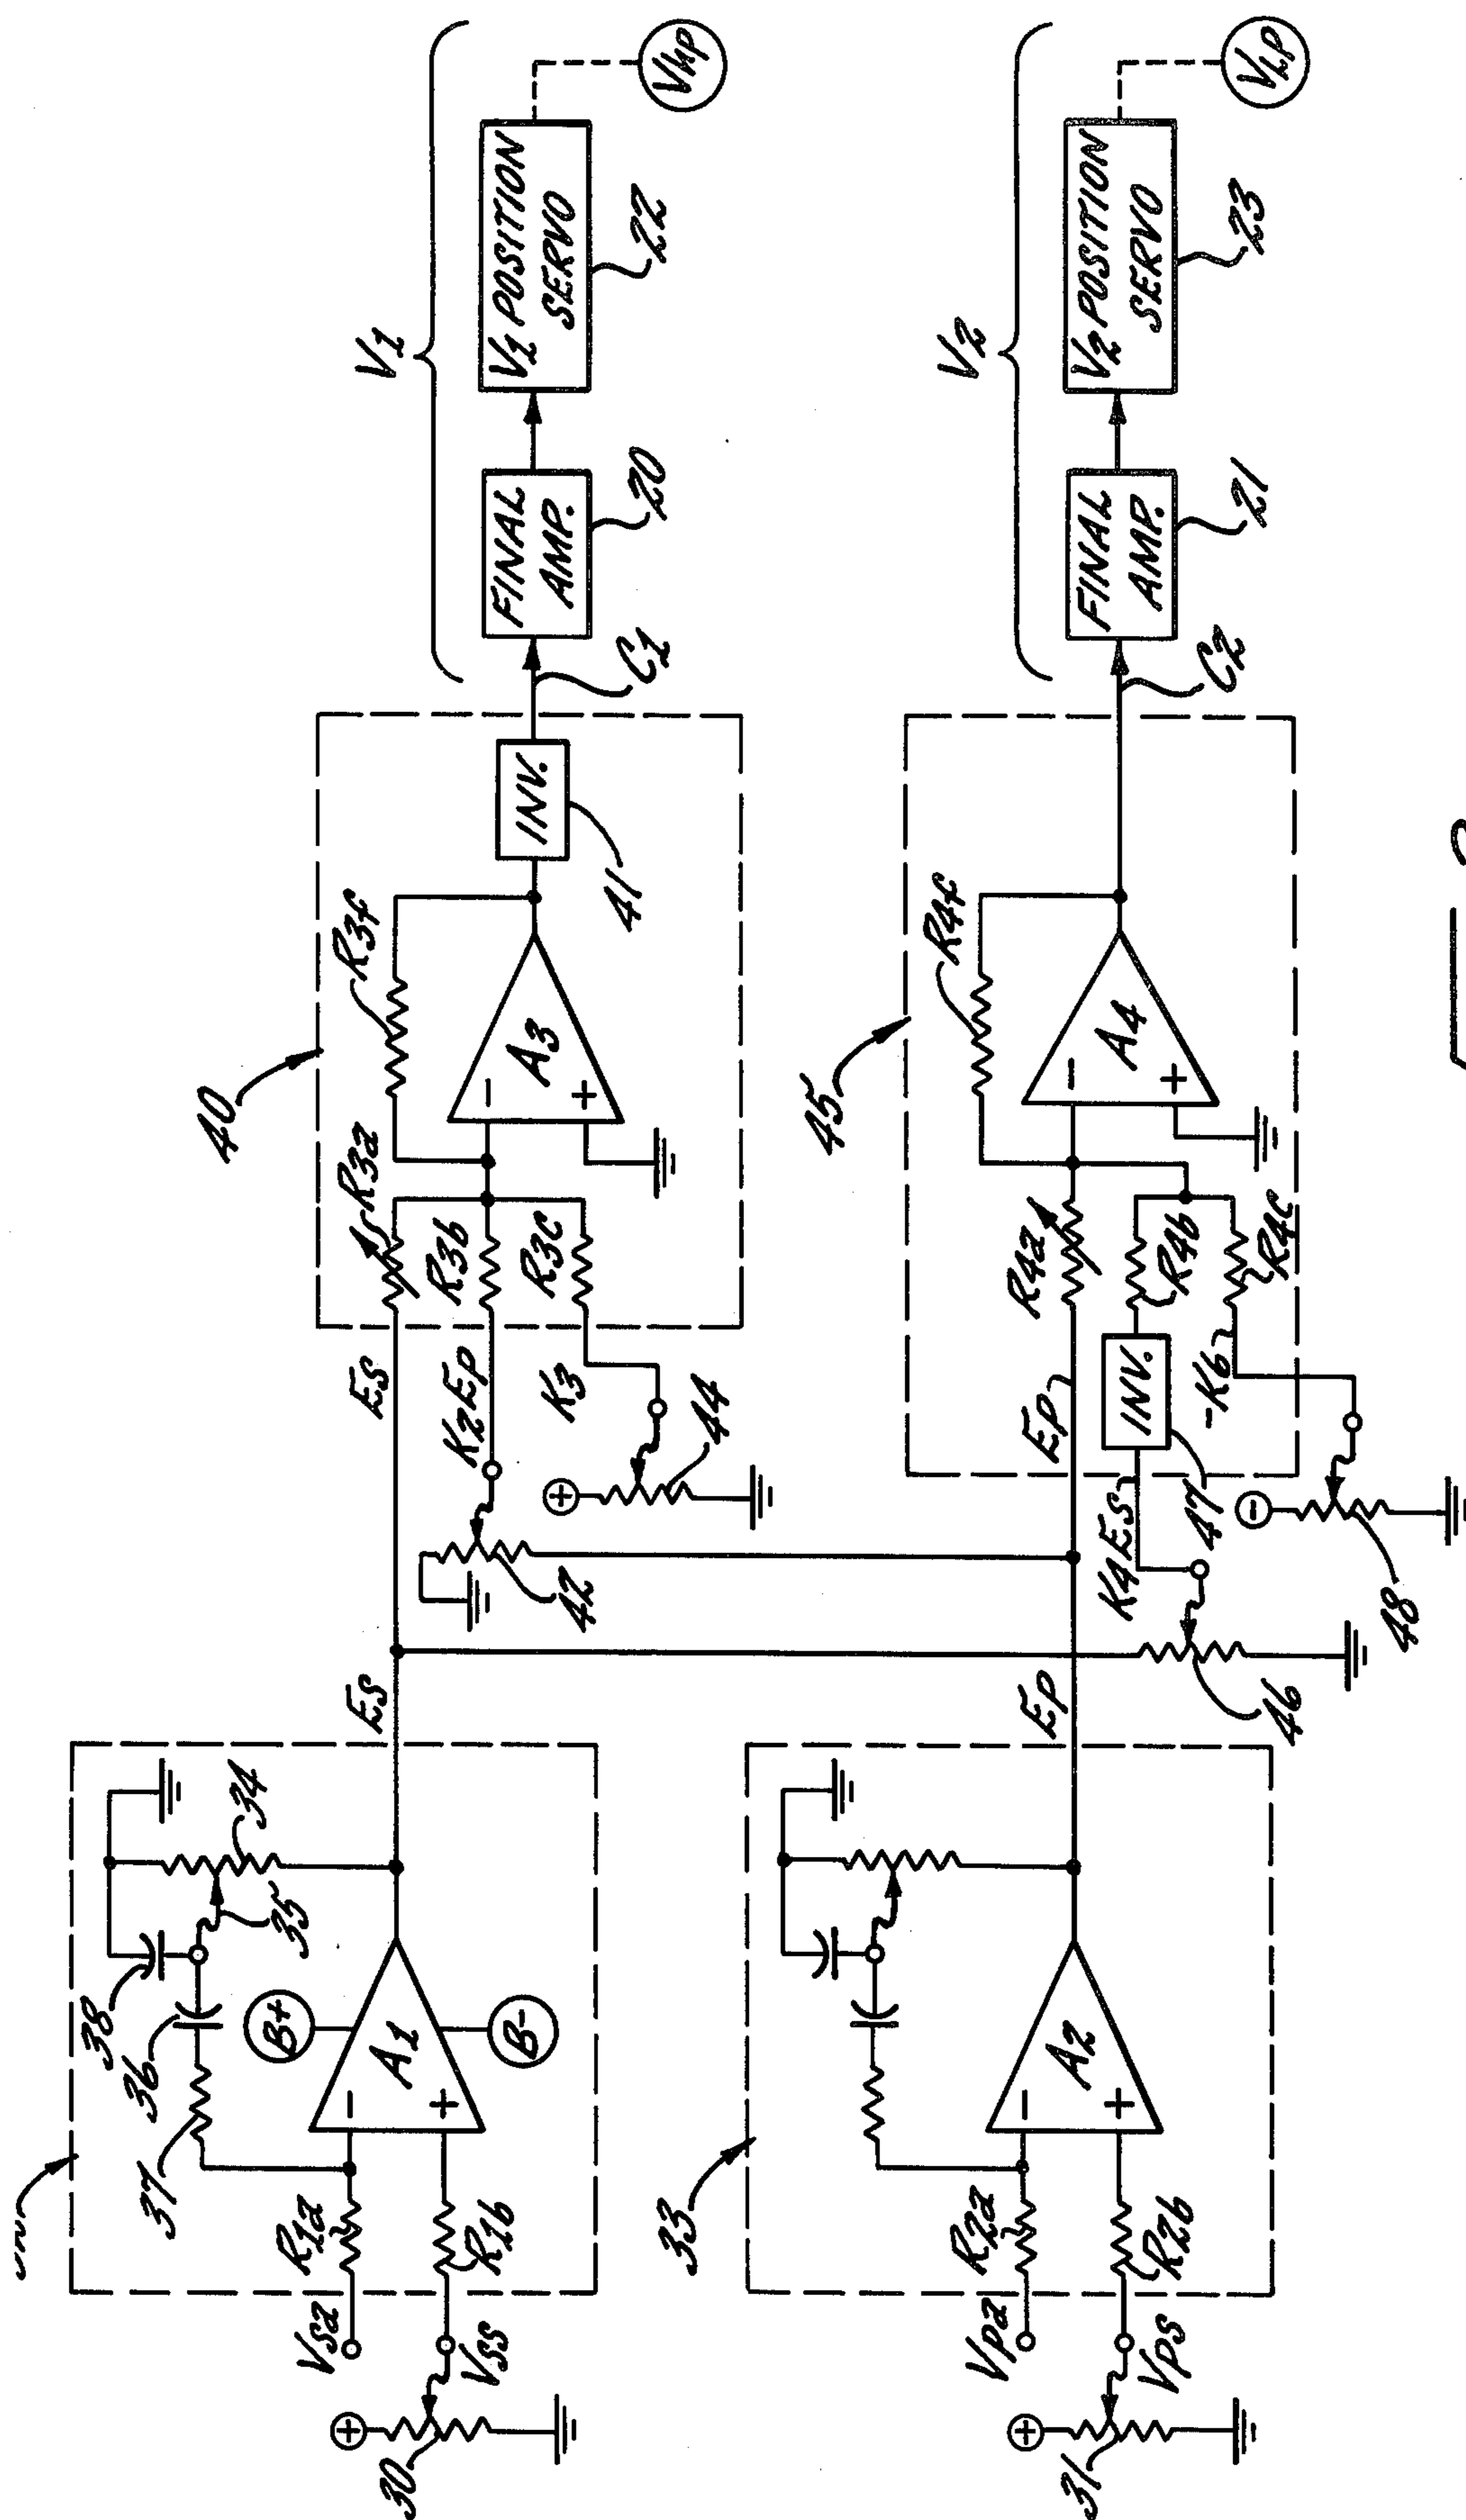 38
36
37
34
35
B+
A1
B-
−
+
R1a
R1b
Vsa
Vss
+
30
ES
ES
40
R3a
R3b
R3c
R3f
A3
−
+
INV.
41
C1
K2EP
K3
42
+
44
V1
FINAL
AMP.
20
V1 POSITION
SERVO
22
VHP
33
A2
−
+
R2a
R2b
Vpa
Vps
+
31
EP
EP
45
R4a
R4b
R4c
R4f
A4
−
+
INV.
47
K4ES
-K6
46
−
48
C2
V2
FINAL
AMP.
21
V2 POSITION
SERVO
23
VLP